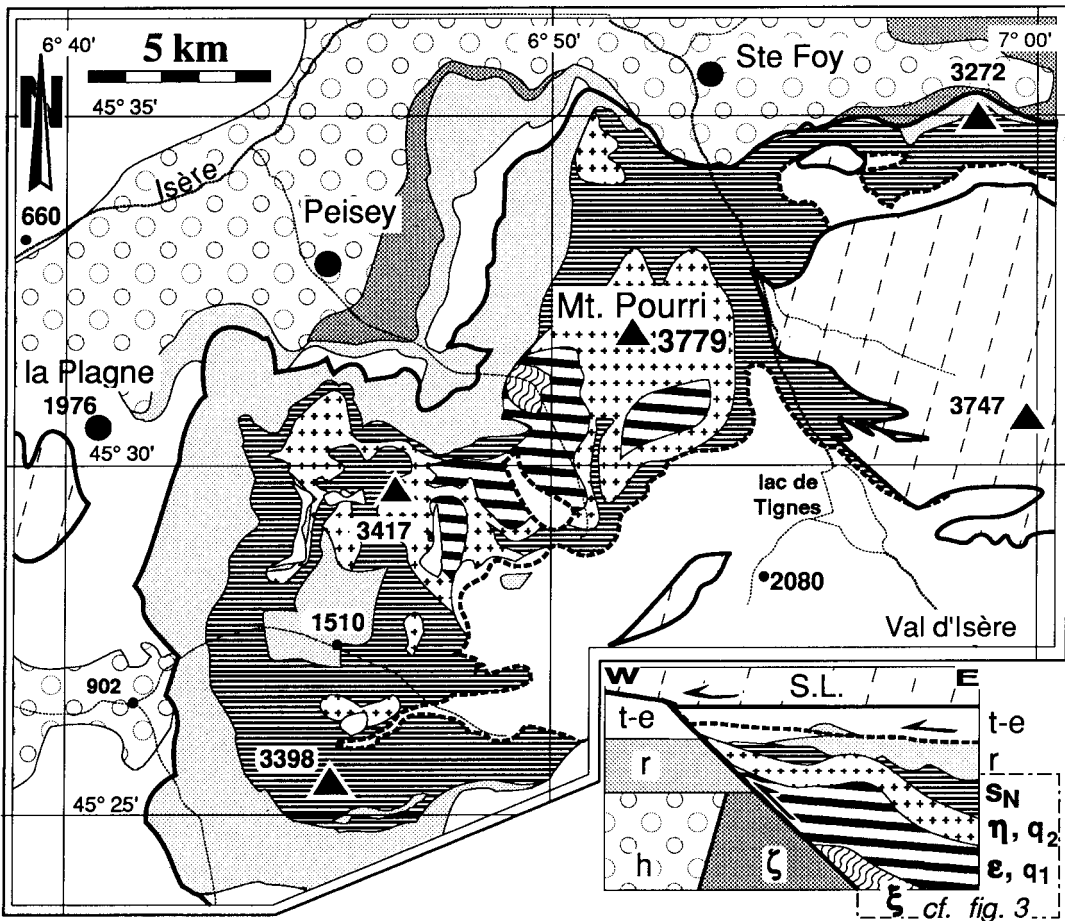 6° 40'
5 km
6° 50'
Ste Foy
7° 00'
3272
N
45° 35'
Isère
660
Peisey
Mt. Pourri
3779
la Plagne
1976
3747
45° 30'
lac de
Tignes
3417
2080
1510
Val d'Isère
902
W
S.L.
E
t-e
t-e
3398
r
r
sN
45° 25'
η, q2
h
ζ
ε, q1
ξ cf. fig. 3